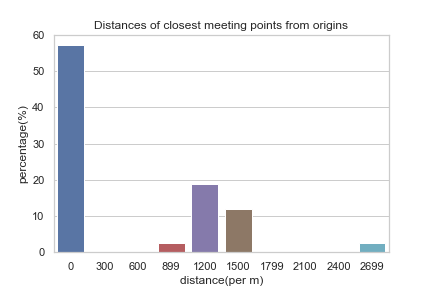 Distances of closest meeting points from origins
60
50
40
30
20
10
0
percentage(%)
0 300 600 899 1200 1500 1799 2100 2400 2699
distance(per m)